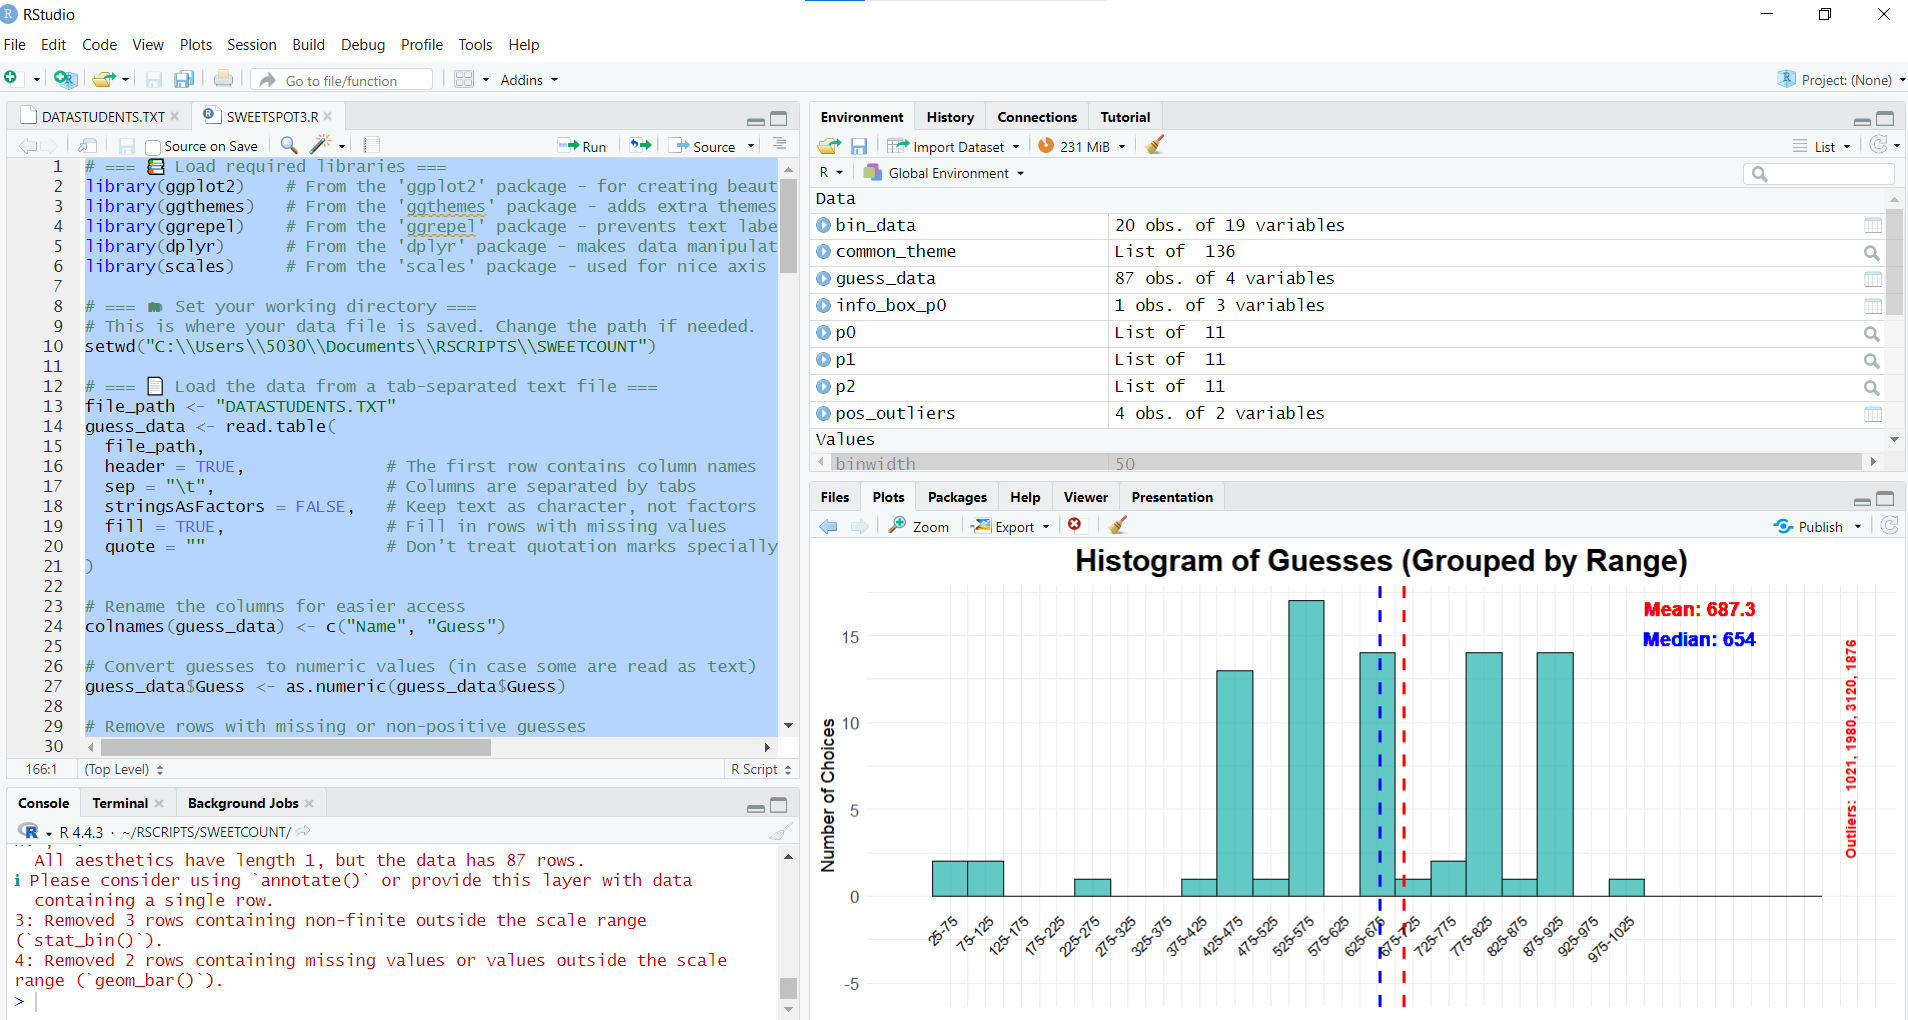 RStudio
File Edit Code View Plots Session Build Debug Profile Tools Help
Go to file/function Addins Project: (None)
DATASTUDENTS.TXT SWEETSPOT3.R
Source on Save Run Source
1 # === 📚 Load required libraries ===
2 library(ggplot2) # From the 'ggplot2' package - for creating beaut
3 library(ggthemes) # From the 'ggthemes' package - adds extra themes
4 library(ggrepel) # From the 'ggrepel' package - prevents text labe
5 library(dplyr) # From the 'dplyr' package - makes data manipulat
6 library(scales) # From the 'scales' package - used for nice axis
7
8 # === Set your working directory ===
9 # This is where your data file is saved. Change the path if needed.
10 setwd("C:\\Users\\5030\\Documents\\RSCRIPTS\\SWEETCOUNT")
11
12 # === 📄 Load the data from a tab-separated text file ===
13 file_path <- "DATASTUDENTS.TXT"
14 guess_data <- read.table(
15 file_path,
16 header = TRUE, # The first row contains column names
17 sep = "\t", # Columns are separated by tabs
18 stringsAsFactors = FALSE, # Keep text as character, not factors
19 fill = TRUE, # Fill in rows with missing values
20 quote = "" # Don't treat quotation marks specially
21 )
22
23 # Rename the columns for easier access
24 colnames(guess_data) <- c("Name", "Guess")
25
26 # Convert guesses to numeric values (in case some are read as text)
27 guess_data$Guess <- as.numeric(guess_data$Guess)
28
29 # Remove rows with missing or non-positive guesses
30
166:1 (Top Level) R Script
Console Terminal Background Jobs
R 4.4.3 · ~/RSCRIPTS/SWEETCOUNT/
All aesthetics have length 1, but the data has 87 rows.
ℹ Please consider using `annotate()` or provide this layer with data
containing a single row.
3: Removed 3 rows containing non-finite outside the scale range
(`stat_bin()`).
4: Removed 2 rows containing missing values or values outside the scale
range (`geom_bar()`).
>
Environment History Connections Tutorial
Import Dataset 231 MiB List
R Global Environment
Data
bin_data 20 obs. of 19 variables
common_theme List of 136
guess_data 87 obs. of 4 variables
info_box_p0 1 obs. of 3 variables
p0 List of 11
p1 List of 11
p2 List of 11
pos_outliers 4 obs. of 2 variables
Values
binwidth 50
Files Plots Packages Help Viewer Presentation
Zoom Export Publish
Histogram of Guesses (Grouped by Range)
Mean: 687.3
Median: 654
Outliers: 1021, 1980, 3120, 1876
Number of Choices
15
10
5
0
-5
25-75 75-125 125-175 175-225 225-275 275-325 325-375 375-425 425-475 475-525 525-575 575-625 625-675 675-725 725-775 775-825 825-875 875-925 925-975 975-1025